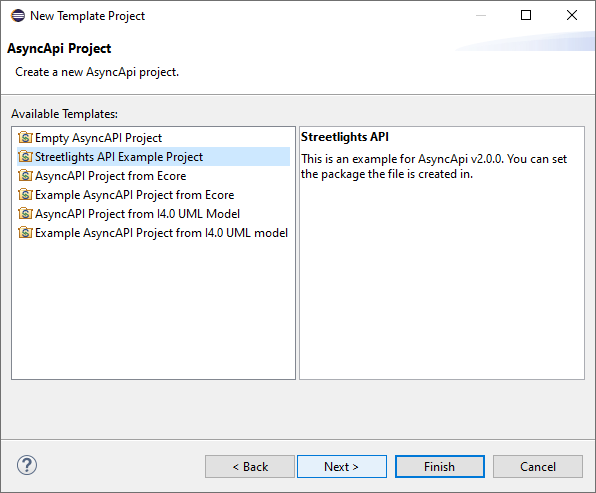 New Template Project
AsyncApi Project
Create a new AsyncApi project.
Available Templates:
Empty AsyncAPI Project
Streetlights API Example Project
AsyncAPI Project from Ecore
Example AsyncAPI Project from Ecore
AsyncAPI Project from I4.0 UML Model
Example AsyncAPI Project from I4.0 UML model
Streetlights API
This is an example for AsyncApi v2.0.0. You can set
the package the file is created in.
?
< Back
Next >
Finish
Cancel